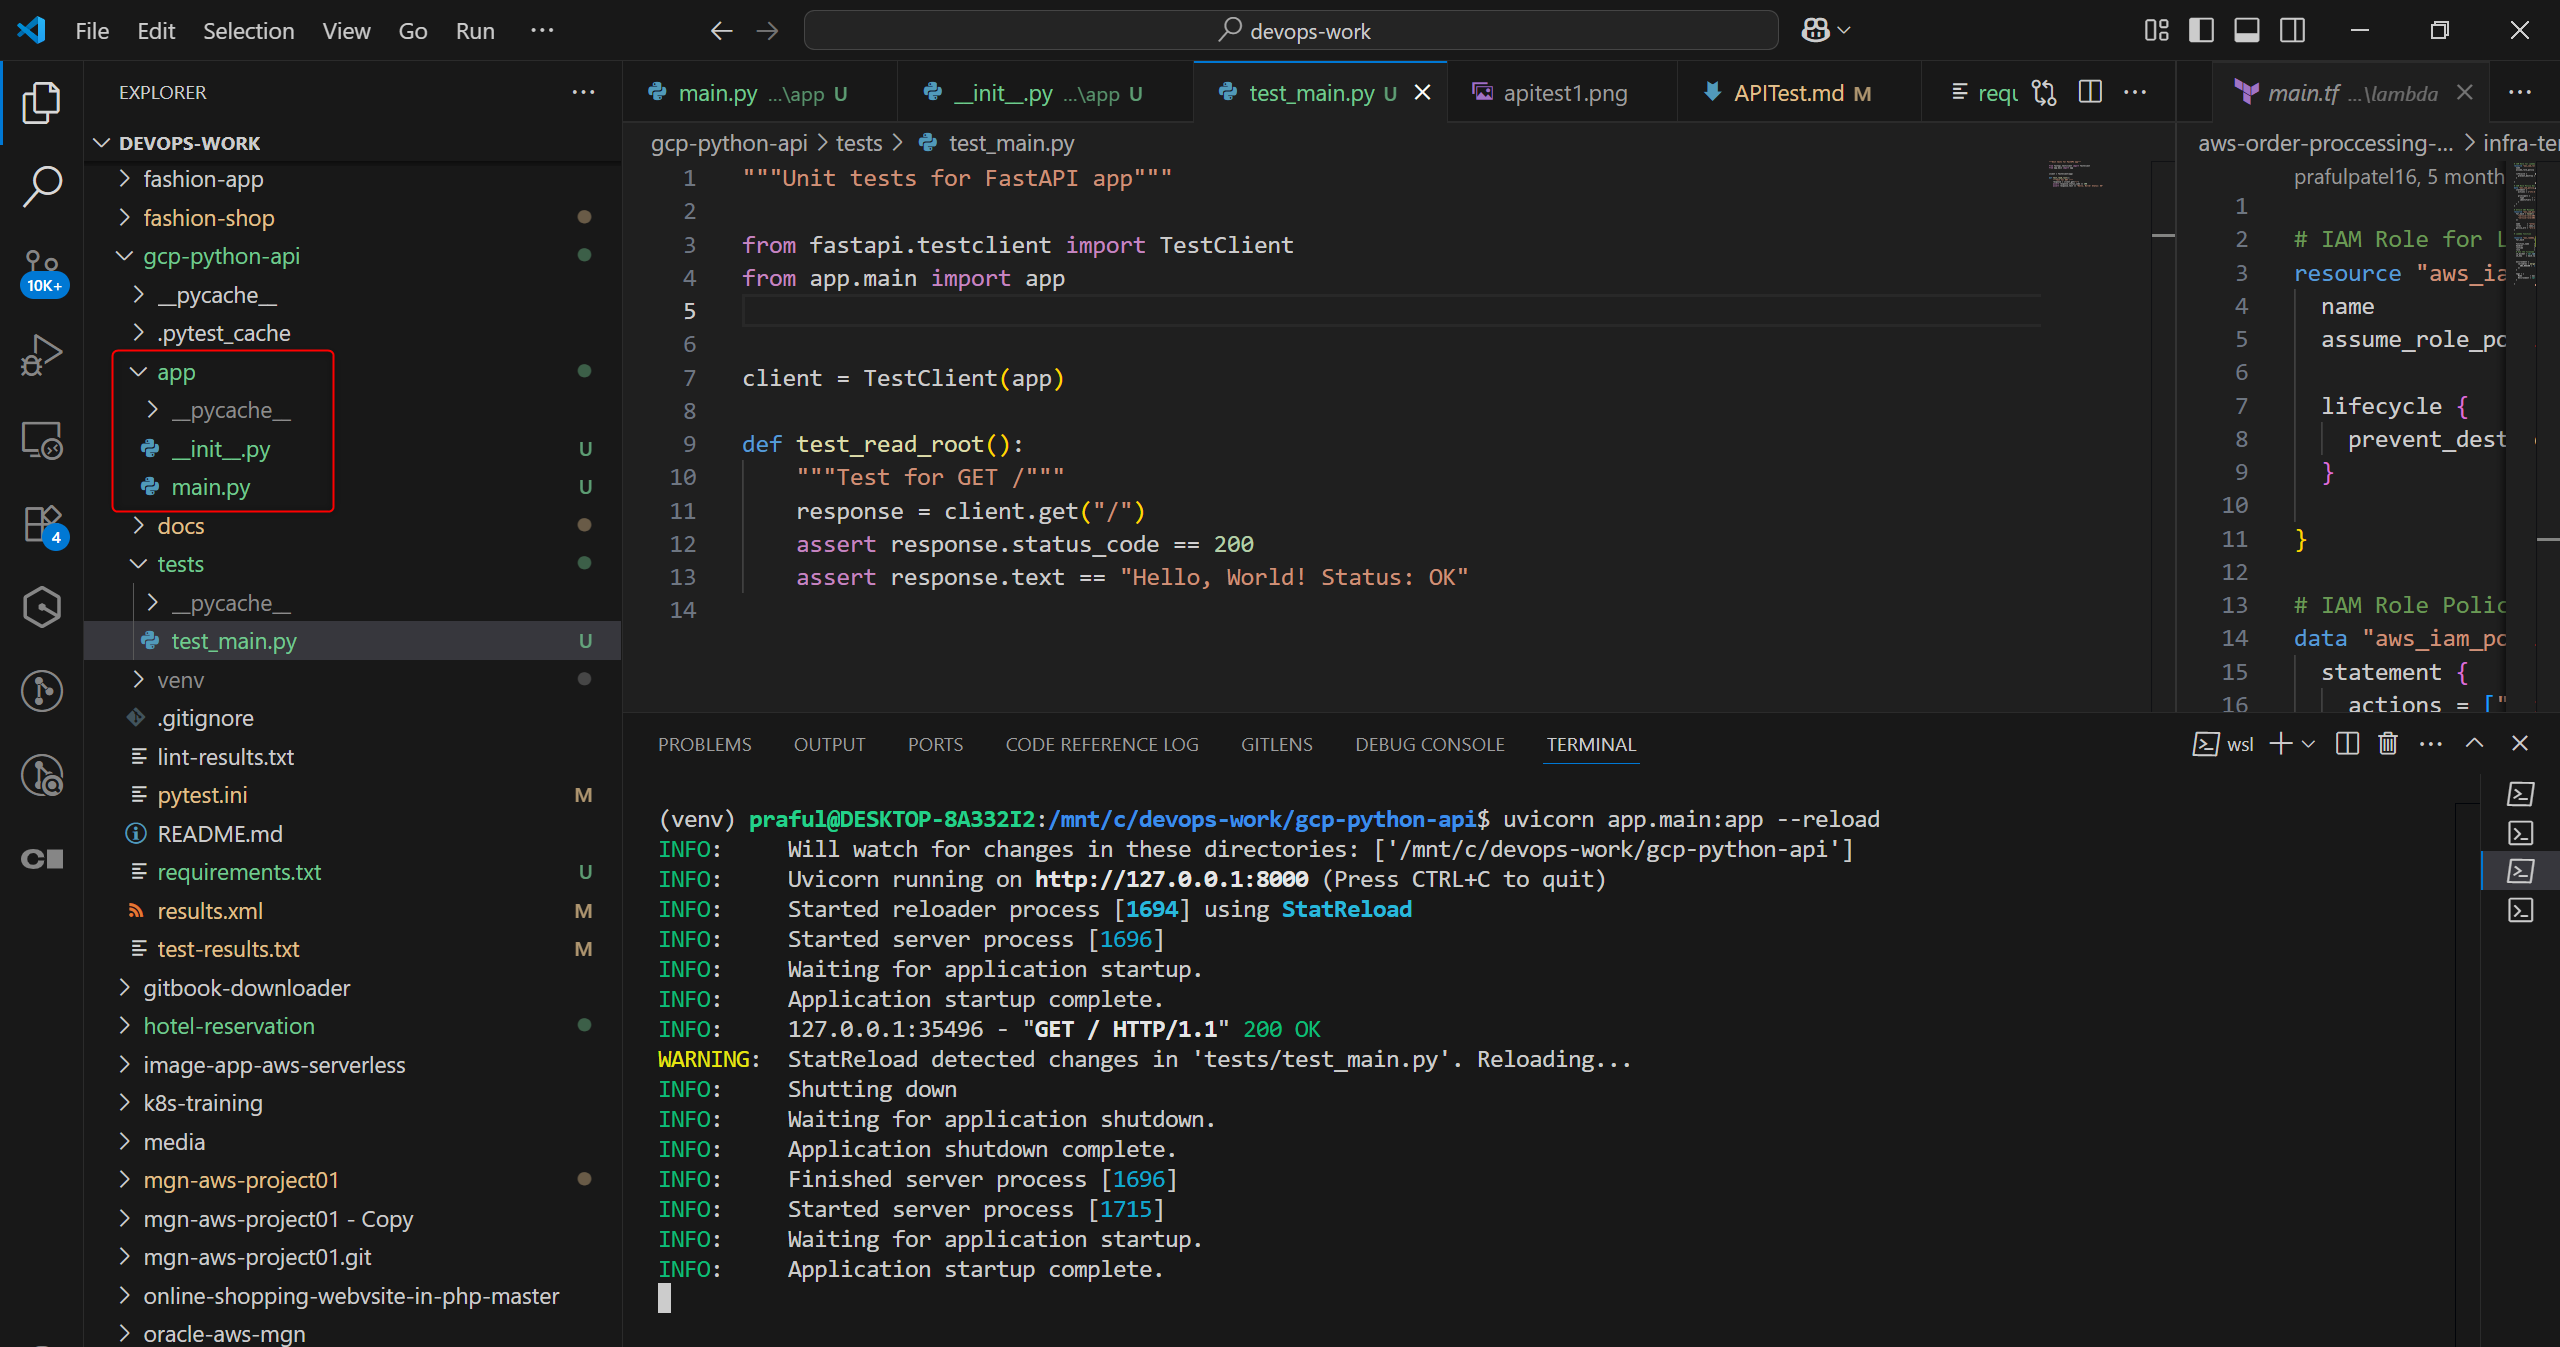 File Edit Selection View Go Run ···
devops-work
EXPLORER
DEVOPS-WORK
fashion-app
fashion-shop
gcp-python-api
__pycache__
.pytest_cache
app
__pycache__
__init__.py U
main.py U
docs
tests
__pycache__
test_main.py U
venv
.gitignore
lint-results.txt
pytest.ini M
README.md
requirements.txt U
results.xml M
test-results.txt M
gitbook-downloader
hotel-reservation
image-app-aws-serverless
k8s-training
media
mgn-aws-project01
mgn-aws-project01 - Copy
mgn-aws-project01.git
online-shopping-webvsite-in-php-master
oracle-aws-mgn
10K+
4
main.py ...\app U
__init__.py ...\app U
test_main.py U
apitest1.png
APITest.md M
requ
gcp-python-api > tests > test_main.py
1 """Unit tests for FastAPI app"""
2
3 from fastapi.testclient import TestClient
4 from app.main import app
5
6
7 client = TestClient(app)
8
9 def test_read_root():
10 """Test for GET /"""
11 response = client.get("/")
12 assert response.status_code == 200
13 assert response.text == "Hello, World! Status: OK"
14
main.tf ...\lambda
aws-order-proccessing-... > infra-te
prafulpatel16, 5 month
1
2 # IAM Role for L
3 resource "aws_ia
4 name
5 assume_role_po
6
7 lifecycle {
8 prevent_dest
9 }
10
11 }
12
13 # IAM Role Polic
14 data "aws_iam_po
15 statement {
16 actions = ["
PROBLEMS OUTPUT PORTS CODE REFERENCE LOG GITLENS DEBUG CONSOLE TERMINAL
wsl
(venv) praful@DESKTOP-8A332I2:/mnt/c/devops-work/gcp-python-api$ uvicorn app.main:app --reload
INFO: Will watch for changes in these directories: ['/mnt/c/devops-work/gcp-python-api']
INFO: Uvicorn running on http://127.0.0.1:8000 (Press CTRL+C to quit)
INFO: Started reloader process [1694] using StatReload
INFO: Started server process [1696]
INFO: Waiting for application startup.
INFO: Application startup complete.
INFO: 127.0.0.1:35496 - "GET / HTTP/1.1" 200 OK
WARNING: StatReload detected changes in 'tests/test_main.py'. Reloading...
INFO: Shutting down
INFO: Waiting for application shutdown.
INFO: Application shutdown complete.
INFO: Finished server process [1696]
INFO: Started server process [1715]
INFO: Waiting for application startup.
INFO: Application startup complete.